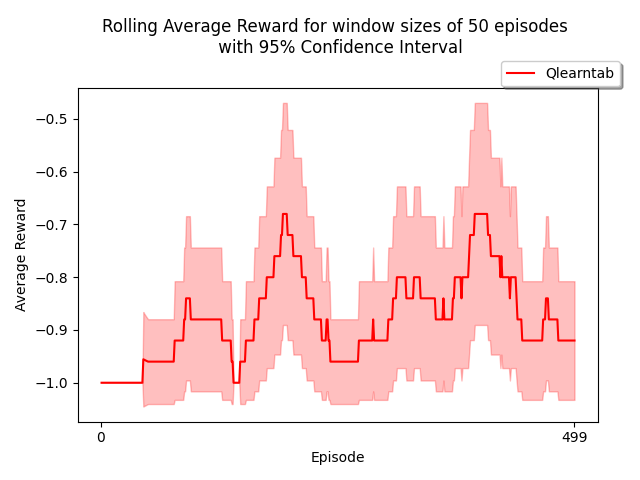 Rolling Average Reward for window sizes of 50 episodes
with 95% Confidence Interval
Qlearntab
Average Reward
−0.5
−0.6
−0.7
−0.8
−0.9
−1.0
0
499
Episode